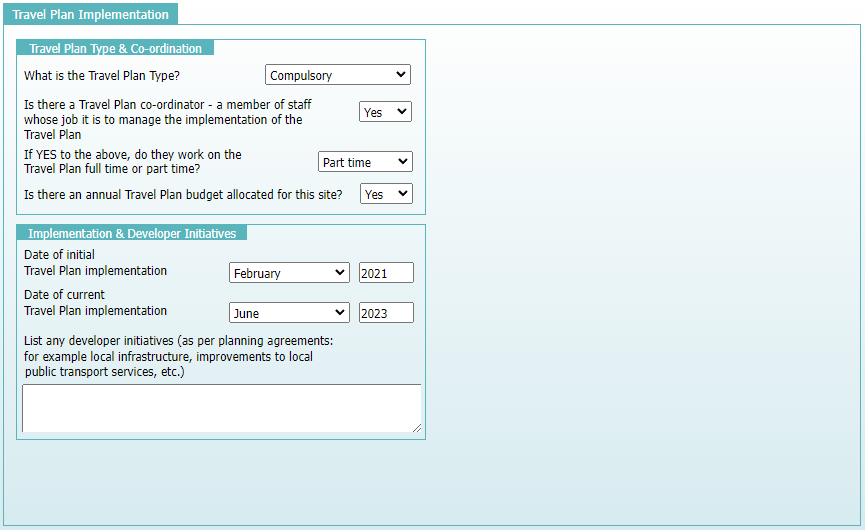 Travel Plan Implementation
Travel Plan Type & Co-ordination
What is the Travel Plan Type? Compulsory
Is there a Travel Plan co-ordinator - a member of staff
whose job it is to manage the implementation of the Yes
Travel Plan
If YES to the above, do they work on the
Travel Plan full time or part time? Part time
Is there an annual Travel Plan budget allocated for this site? Yes
Implementation & Developer Initiatives
Date of initial
Travel Plan implementation February 2021
Date of current
Travel Plan implementation June 2023
List any developer initiatives (as per planning agreements:
for example local infrastructure, improvements to local
public transport services, etc.)